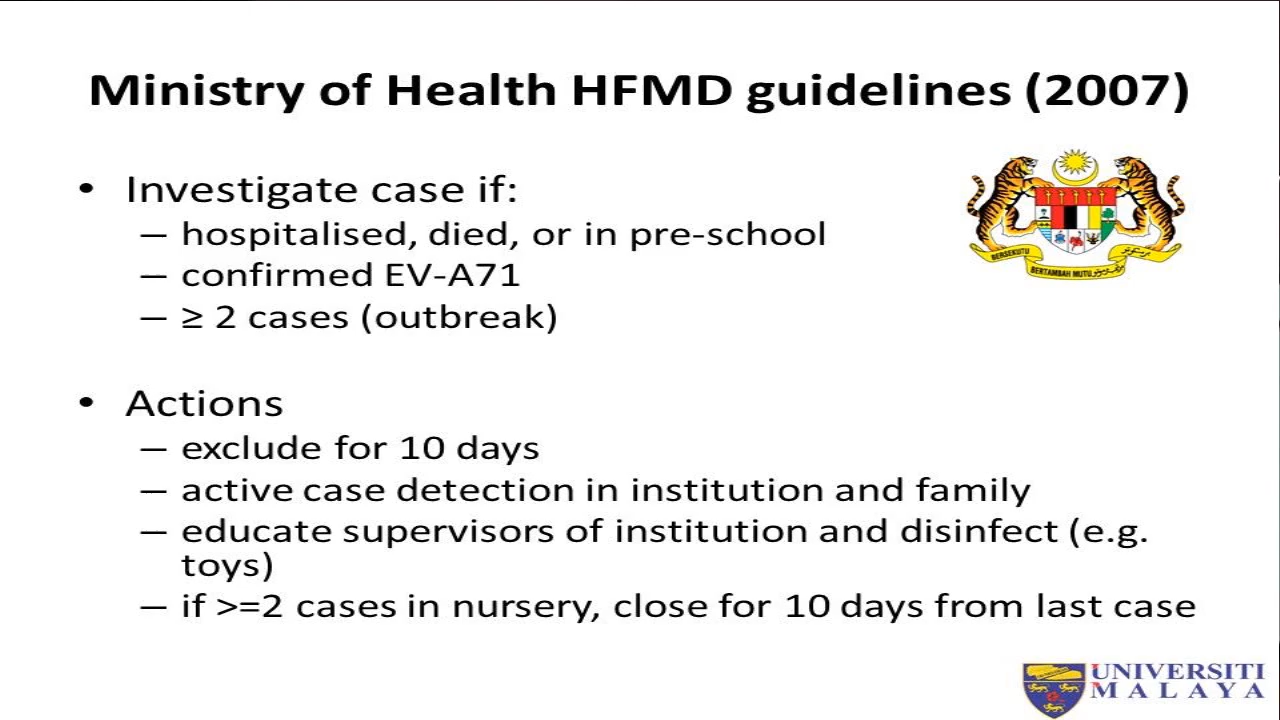 Ministry of Health HFMD guidelines (2007)
• Investigate case if:
– hospitalised, died, or in pre-school
– confirmed EV-A71
– ≥ 2 cases (outbreak)
BERSEKUTU
BERTAMBAH MUTU
• Actions
– exclude for 10 days
– active case detection in institution and family
– educate supervisors of institution and disinfect (e.g.
toys)
– if >=2 cases in nursery, close for 10 days from last case
UNIVERSITI
MALAYA